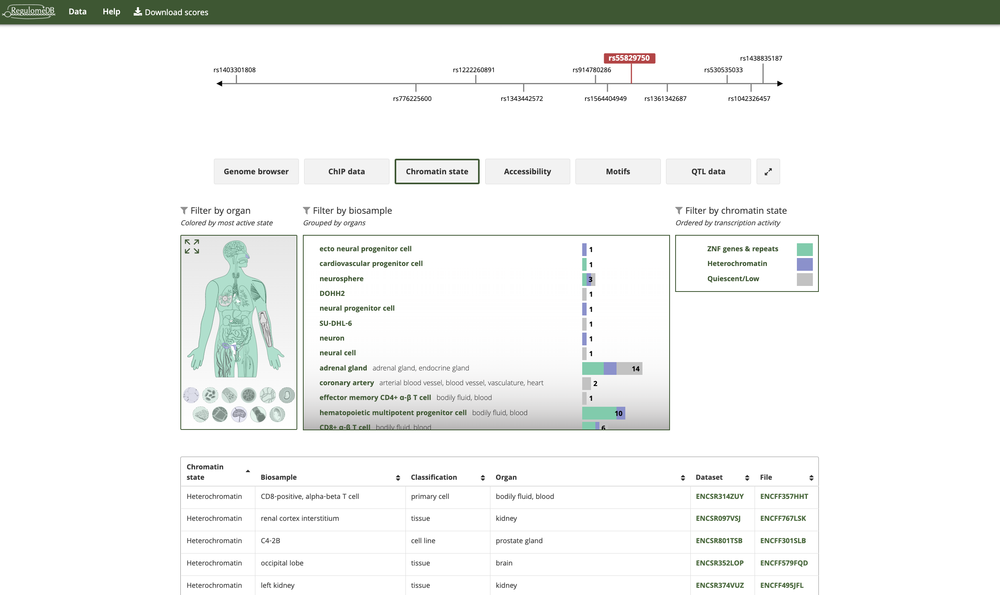 RegulomeDB Data Help Download scores
rs55829750
rs1438835187
rs1403301808 rs1222260891 rs914780286 rs530535033
rs776225600 rs1343442572 rs1564404949 rs1361342687 rs1042326457
Genome browser ChIP data Chromatin state Accessibility Motifs QTL data
Filter by organ
Colored by most active state
Filter by biosample
Grouped by organs
ecto neural progenitor cell 1
cardiovascular progenitor cell 1
neurosphere 3
DOHH2 1
neural progenitor cell 1
SU-DHL-6 1
neuron 1
neural cell 1
adrenal gland adrenal gland, endocrine gland 14
coronary artery arterial blood vessel, blood vessel, vasculature, heart 2
effector memory CD4+ α-β T cell bodily fluid, blood 1
hematopoietic multipotent progenitor cell bodily fluid, blood 10
CD8+ α-β T cell bodily fluid, blood 6
Filter by chromatin state
Ordered by transcription activity
ZNF genes & repeats
Heterochromatin
Quiescent/Low
Chromatin
state Biosample Classification Organ Dataset File
Heterochromatin CD8-positive, alpha-beta T cell primary cell bodily fluid, blood ENCSR314ZUY ENCFF357HHT
Heterochromatin renal cortex interstitium tissue kidney ENCSR097VSJ ENCFF767LSK
Heterochromatin C4-2B cell line prostate gland ENCSR801TSB ENCFF301SLB
Heterochromatin occipital lobe tissue brain ENCSR352LOP ENCFF579FQD
Heterochromatin left kidney tissue kidney ENCSR374VUZ ENCFF495JFL